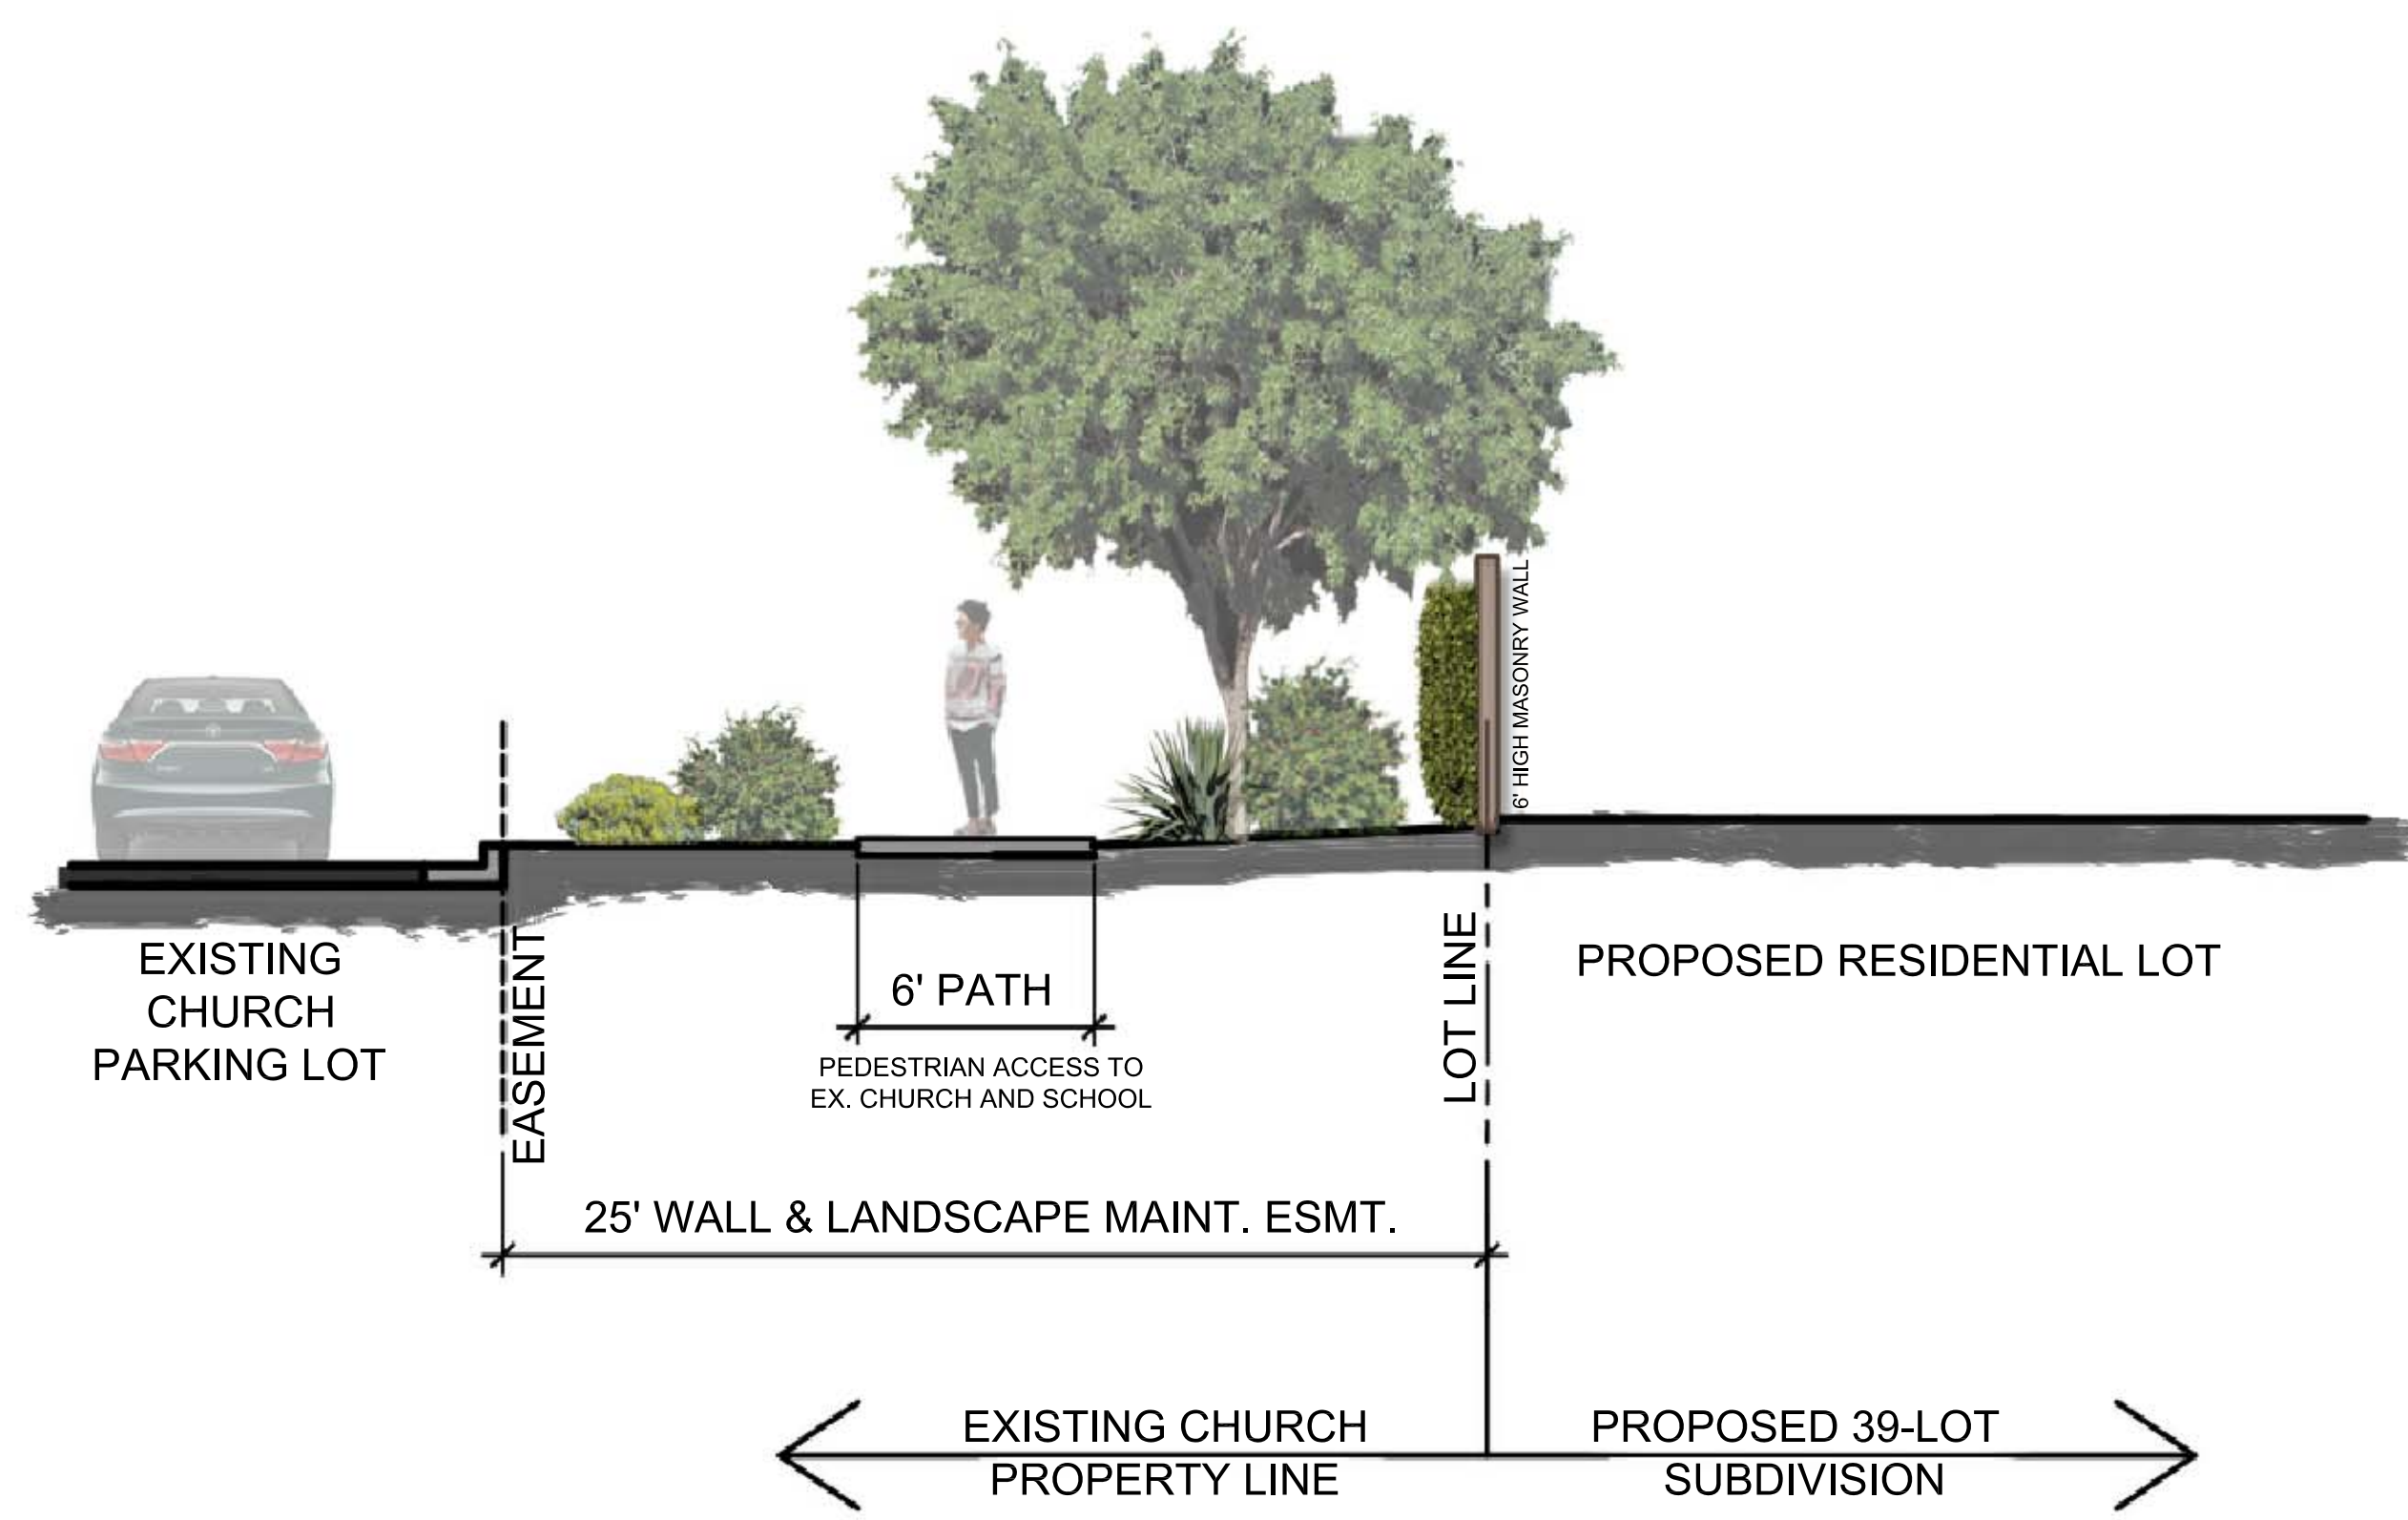 6' HIGH MASONRY WALL
EXISTING
CHURCH
PARKING LOT
EASEMENT
6' PATH
PEDESTRIAN ACCESS TO
EX. CHURCH AND SCHOOL
LOT LINE
PROPOSED RESIDENTIAL LOT
25' WALL & LANDSCAPE MAINT. ESMT.
EXISTING CHURCH
PROPERTY LINE
PROPOSED 39-LOT
SUBDIVISION